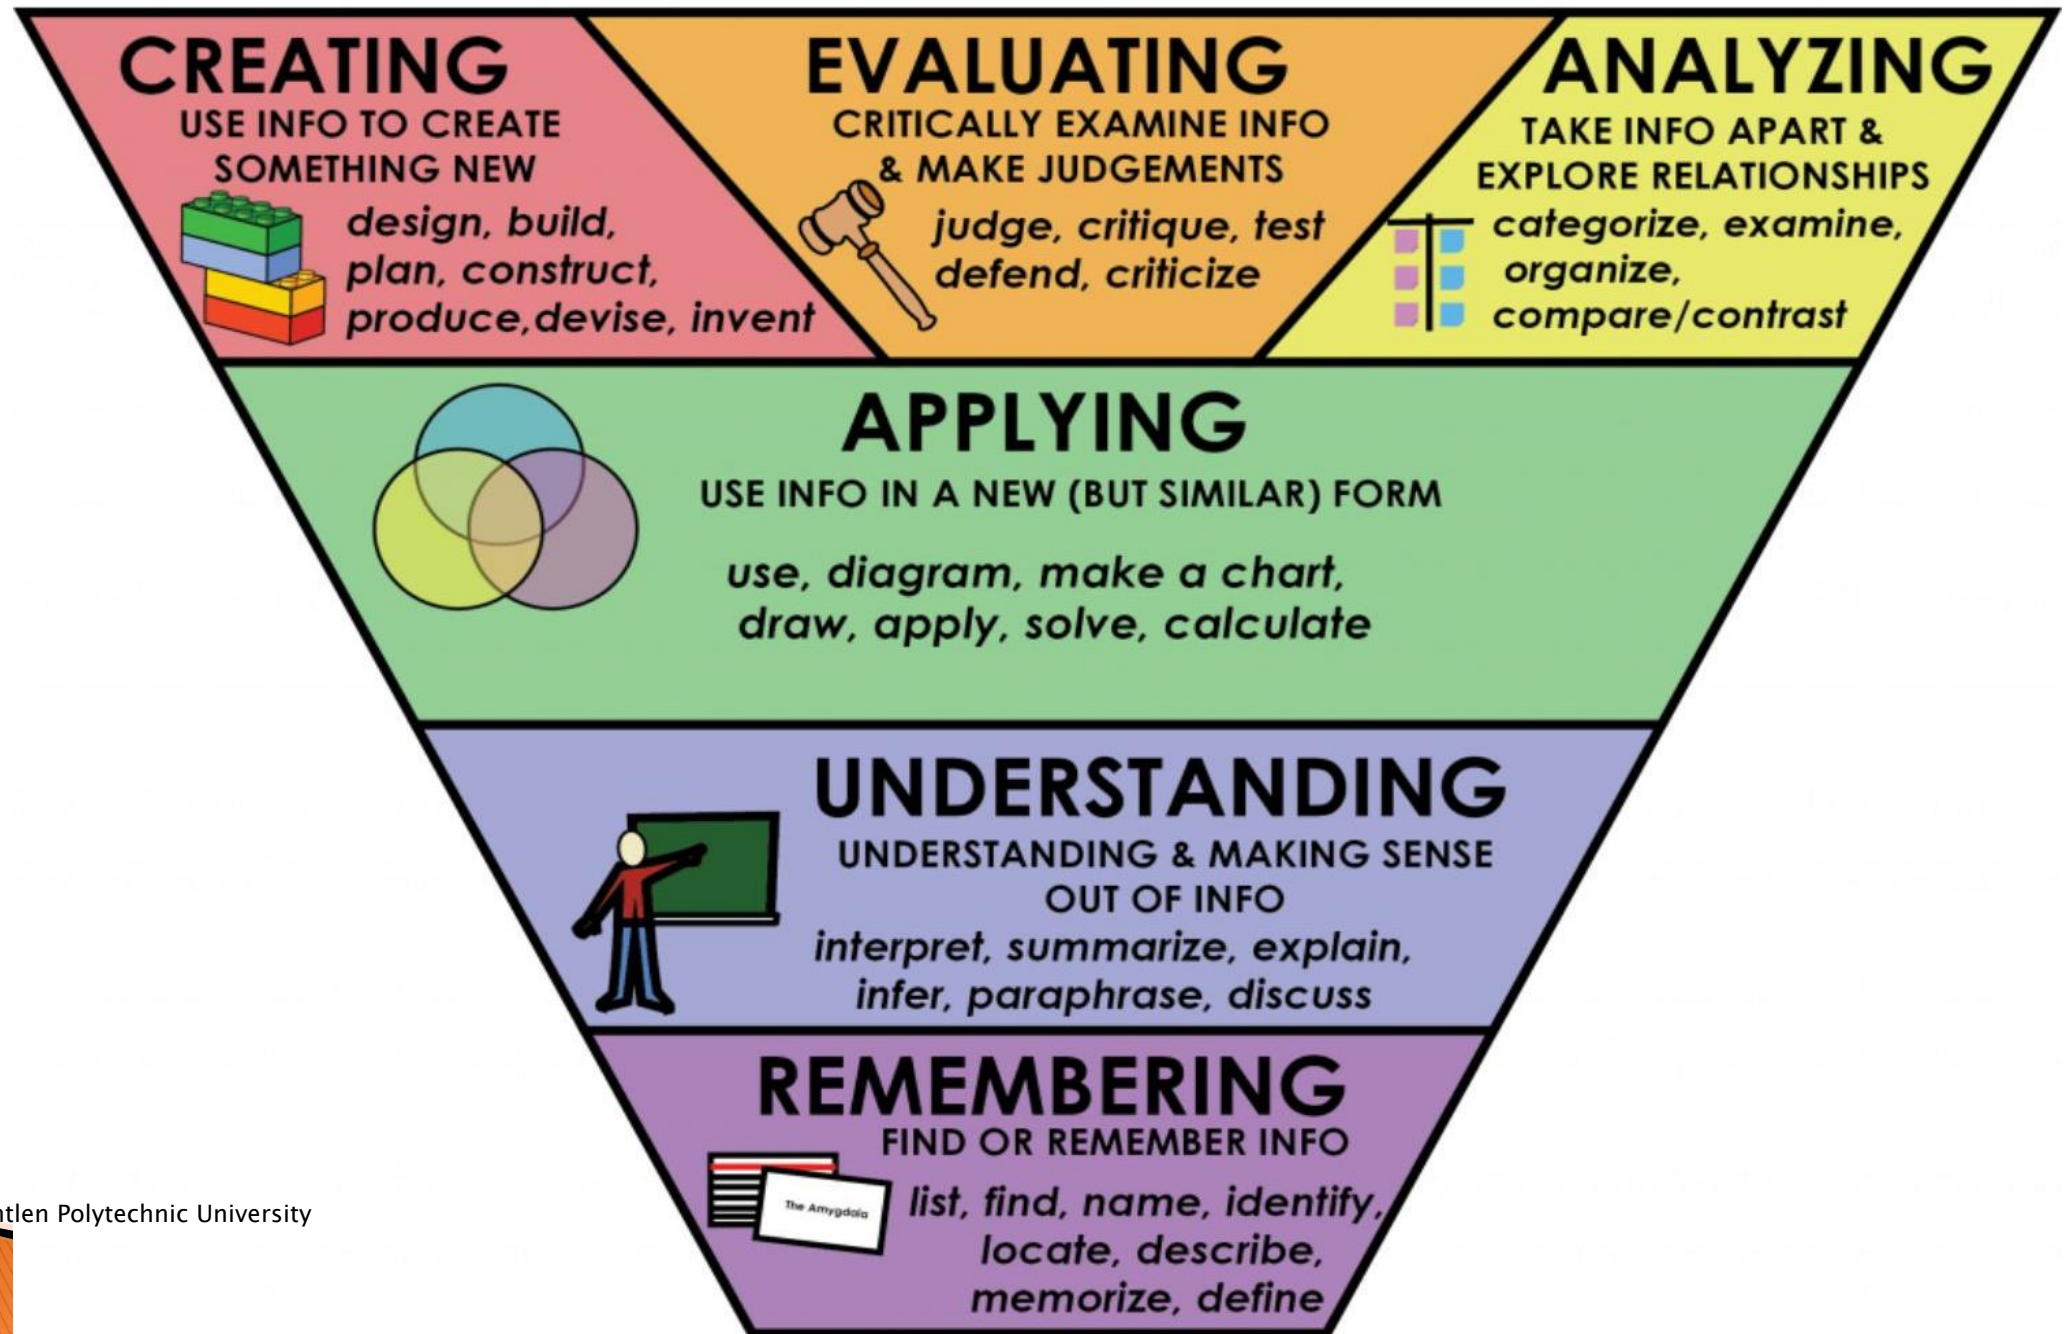 CREATING
USE INFO TO CREATE
SOMETHING NEW
design, build,
plan, construct,
produce,devise, invent
EVALUATING
CRITICALLY EXAMINE INFO
& MAKE JUDGEMENTS
judge, critique, test
defend, criticize
ANALYZING
TAKE INFO APART &
EXPLORE RELATIONSHIPS
categorize, examine,
organize,
compare/contrast
APPLYING
USE INFO IN A NEW (BUT SIMILAR) FORM
use, diagram, make a chart,
draw, apply, solve, calculate
UNDERSTANDING
UNDERSTANDING & MAKING SENSE
OUT OF INFO
interpret, summarize, explain,
infer, paraphrase, discuss
REMEMBERING
FIND OR REMEMBER INFO
The Amygdala
list, find, name, identify,
locate, describe,
memorize, define
Polytechnic University